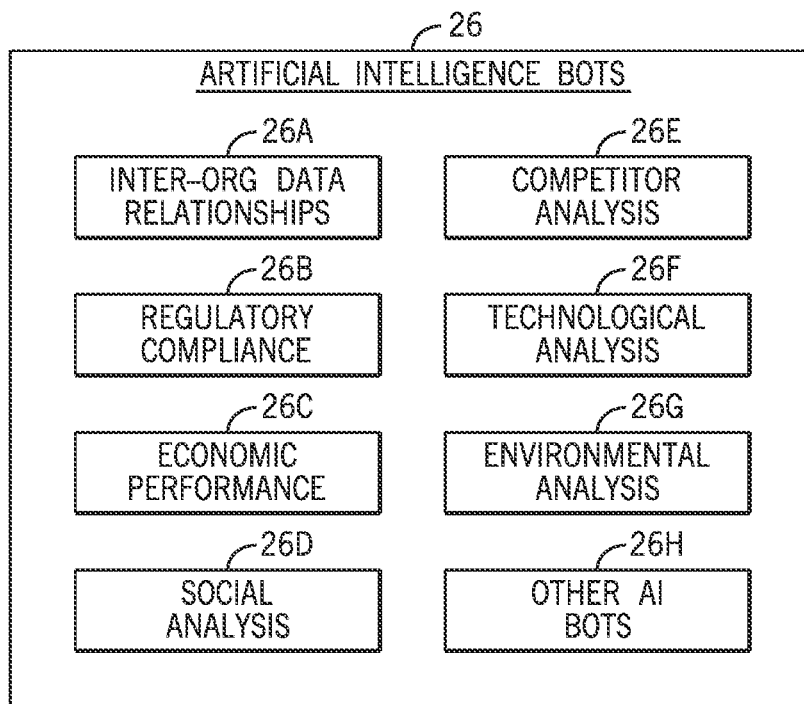 26
ARTIFICIAL INTELLIGENCE BOTS
26A
INTER-ORG DATA
RELATIONSHIPS
26B
REGULATORY
COMPLIANCE
26C
ECONOMIC
PERFORMANCE
26D
SOCIAL
ANALYSIS
26E
COMPETITOR
ANALYSIS
26F
TECHNOLOGICAL
ANALYSIS
26G
ENVIRONMENTAL
ANALYSIS
26H
OTHER AI
BOTS